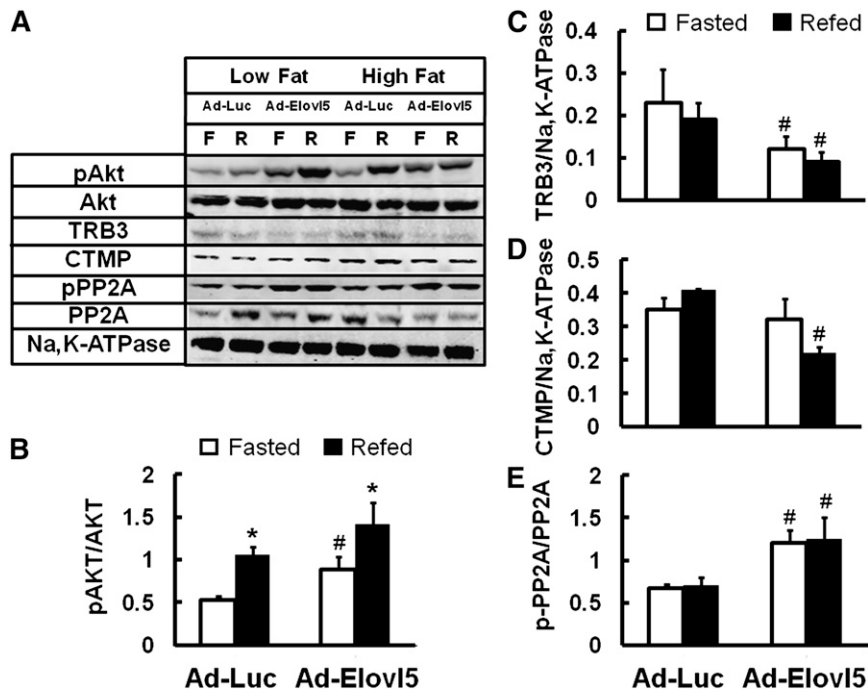 A
Low Fat High Fat
Ad-Luc Ad-Elovl5 Ad-Luc Ad-Elovl5
F R F R F R F R
pAkt
Akt
TRB3
CTMP
pPP2A
PP2A
Na,K-ATPase
B
Fasted Refed
pAKT/AKT
2
1.5
1
0.5
0
* # *
Ad-Luc Ad-Elovl5
C
Fasted Refed
TRB3/Na,K-ATPase
0.4
0.3
0.2
0.1
0
# #
D
CTMP/Na,K-ATPase
0.5
0.4
0.3
0.2
0.1
0
#
E
p-PP2A/PP2A
2
1.5
1
0.5
0
# #
Ad-Luc Ad-Elovl5